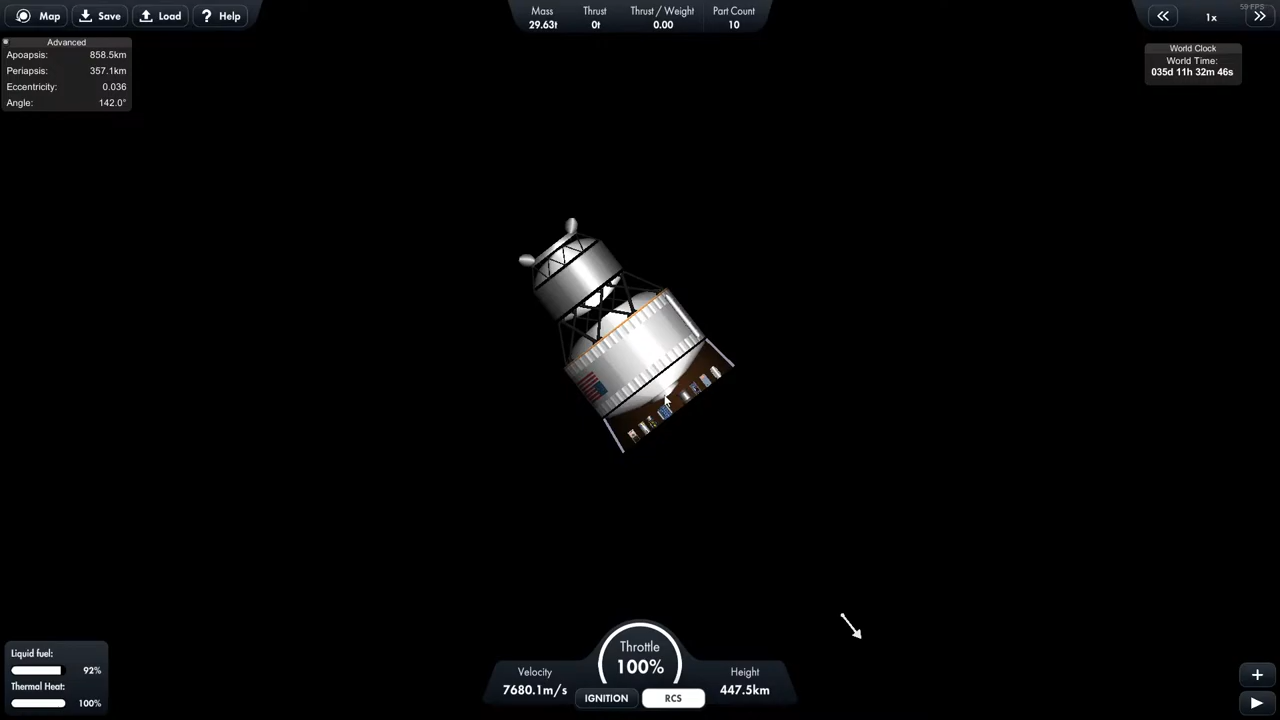 Map
Save
Load
Help
Mass
29.63t
Thrust
0t
Thrust / Weight
0.00
Part Count
10
1x
59 FPS
Advanced
Apoapsis: 858.5km
Periapsis: 357.1km
Eccentricity: 0.036
Angle: 142.0°
World Clock
World Time:
035d 11h 32m 46s
Liquid fuel:
92%
Thermal Heat:
100%
Throttle
100%
Velocity
7680.1m/s
Height
447.5km
IGNITION
RCS